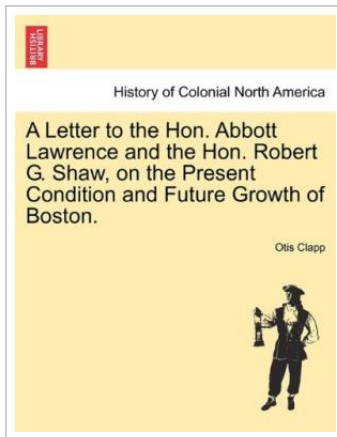 BRITISH
LIBRARY
History of Colonial North America
A Letter to the Hon. Abbott
Lawrence and the Hon. Robert
G. Shaw, on the Present
Condition and Future Growth of
Boston.
Otis Clapp